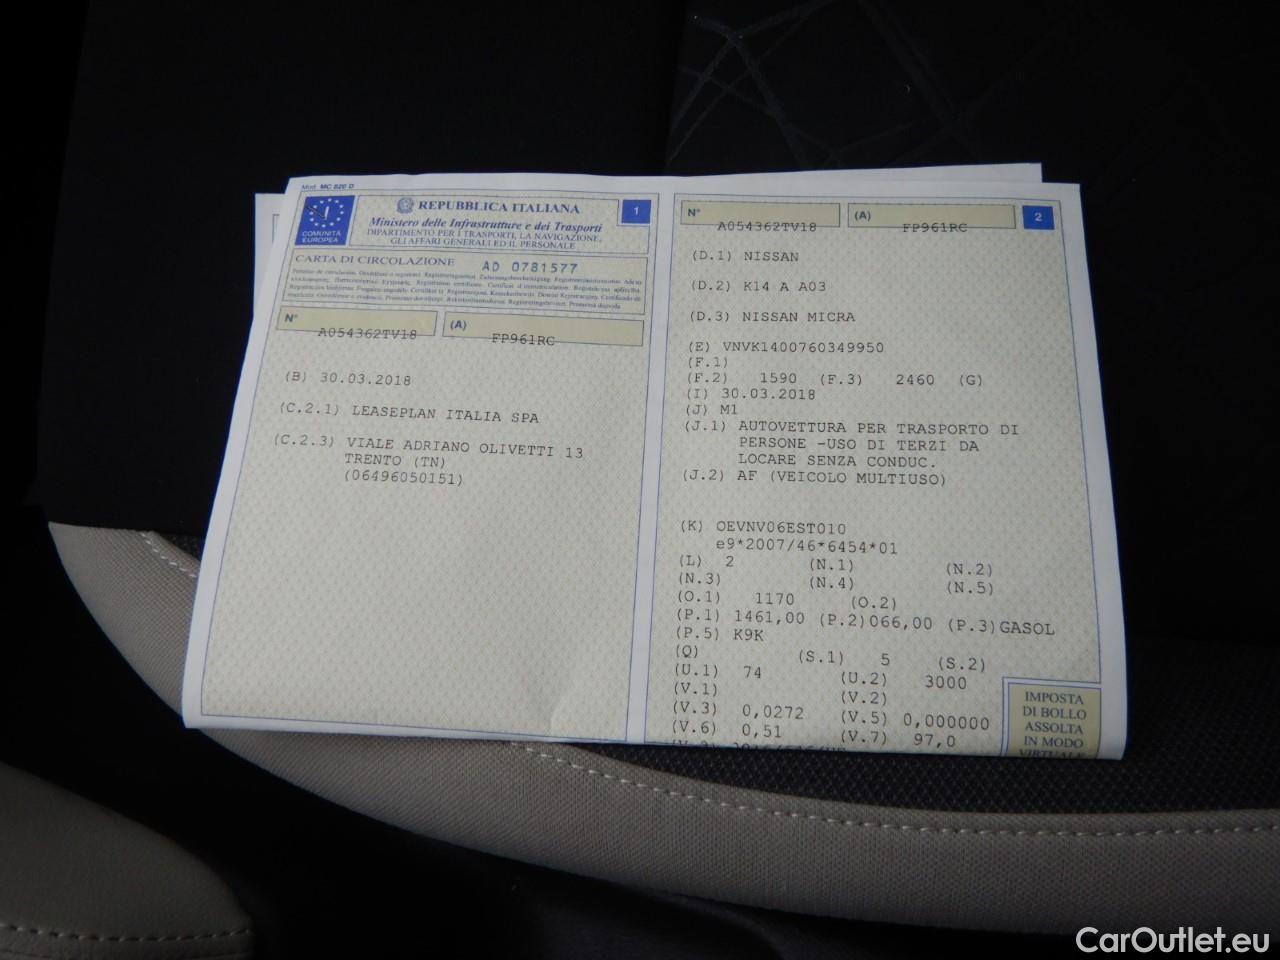 Mod. MC 820 D
COMUNITÀ
EUROPEA
REPUBBLICA ITALIANA
Ministero delle Infrastrutture e dei Trasporti
DIPARTIMENTO PER I TRASPORTI, LA NAVIGAZIONE,
GLI AFFARI GENERALI ED IL PERSONALE
1
CARTA DI CIRCOLAZIONE AD 0781577
N° A054362TV18 (A) FP961RC
(B) 30.03.2018
(C.2.1) LEASEPLAN ITALIA SPA
(C.2.3) VIALE ADRIANO OLIVETTI 13
TRENTO (TN)
(06496050151)
N° A054362TV18 (A) FP961RC
2
(D.1) NISSAN
(D.2) K14 A A03
(D.3) NISSAN MICRA
(E) VNVK1400760349950
(F.1)
(F.2) 1590 (F.3) 2460 (G)
(I) 30.03.2018
(J) M1
(J.1) AUTOVETTURA PER TRASPORTO DI
PERSONE -USO DI TERZI DA
LOCARE SENZA CONDUC.
(J.2) AF (VEICOLO MULTIUSO)
(K) OEVNV06EST010
e9*2007/46*6454*01
(L) 2 (N.1) (N.2)
(N.3) (N.4) (N.5)
(O.1) 1170 (O.2)
(P.1) 1461,00 (P.2)066,00 (P.3)GASOL
(P.5) K9K
(Q) (S.1) 5 (S.2)
(U.1) 74 (U.2) 3000
(V.1) (V.2)
(V.3) 0,0272 (V.5) 0,000000
(V.6) 0,51 (V.7) 97,0
IMPOSTA
DI BOLLO
ASSOLTA
IN MODO
VIRTUALE
CarOutlet.eu